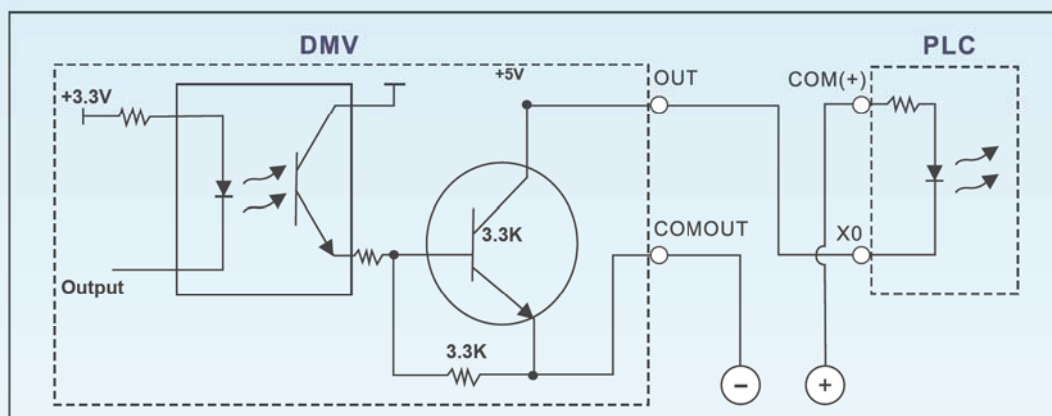 DMV
PLC
+3.3V
+5V
OUT
COM(+)
3.3K
COMOUT
X0
Output
3.3K
−
+